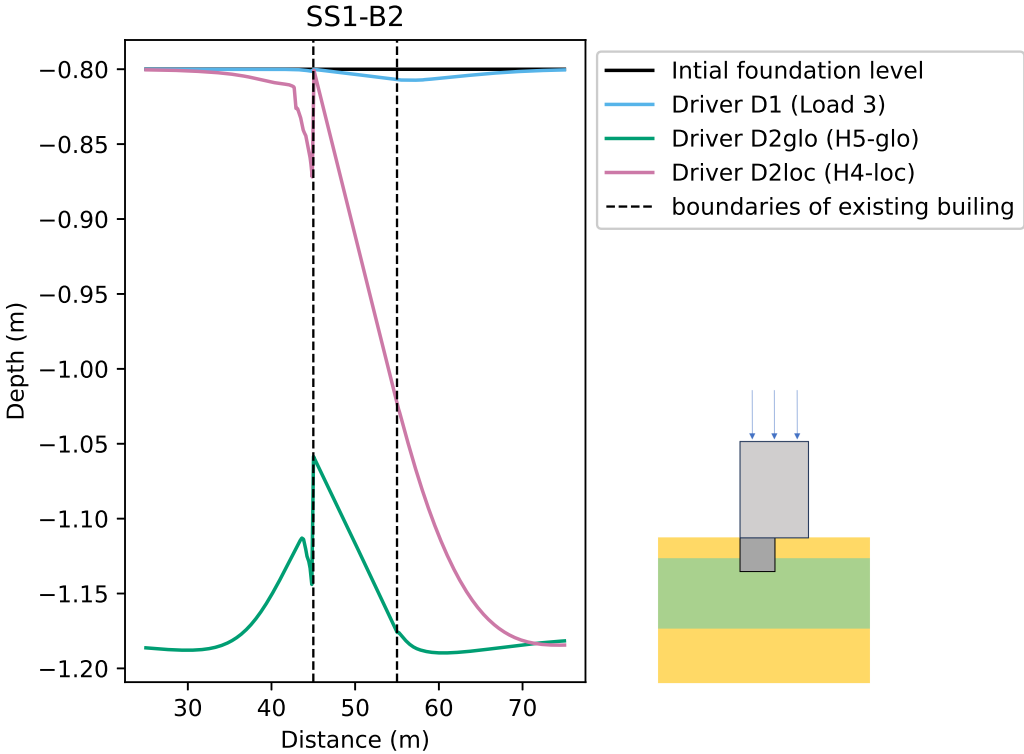 SS1-B2
−0.80
−0.85
−0.90
−0.95
−1.00
−1.05
−1.10
−1.15
−1.20
Depth (m)
30 40 50 60 70
Distance (m)
Intial foundation level
Driver D1 (Load 3)
Driver D2glo (H5-glo)
Driver D2loc (H4-loc)
boundaries of existing builing